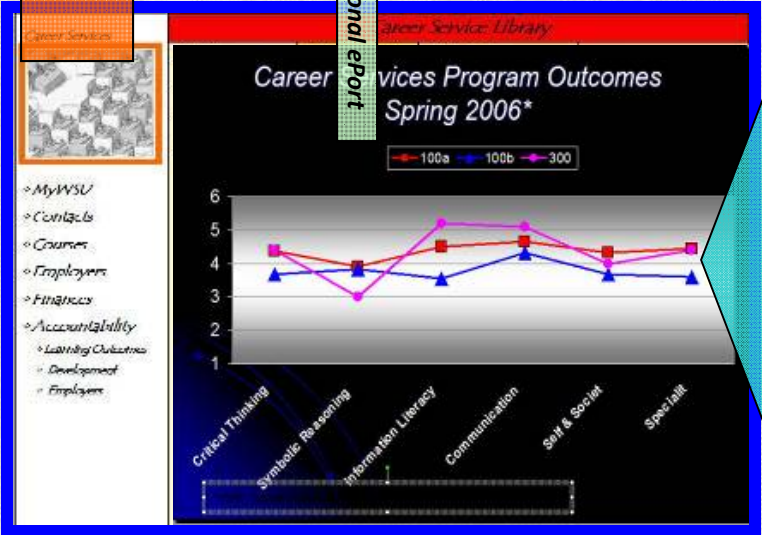 Career Services
Career Service Library
onal ePort
Career Services Program Outcomes
Spring 2006*
100a 100b 300
MyWSU
Contacts
Courses
Employers
Finances
Accountability
Learning Outcomes
Development
Employers
6
5
4
3
2
1
Critical Thinking
Symbolic Reasoning
Information Literacy
Communication
Self & Societ
Specialit